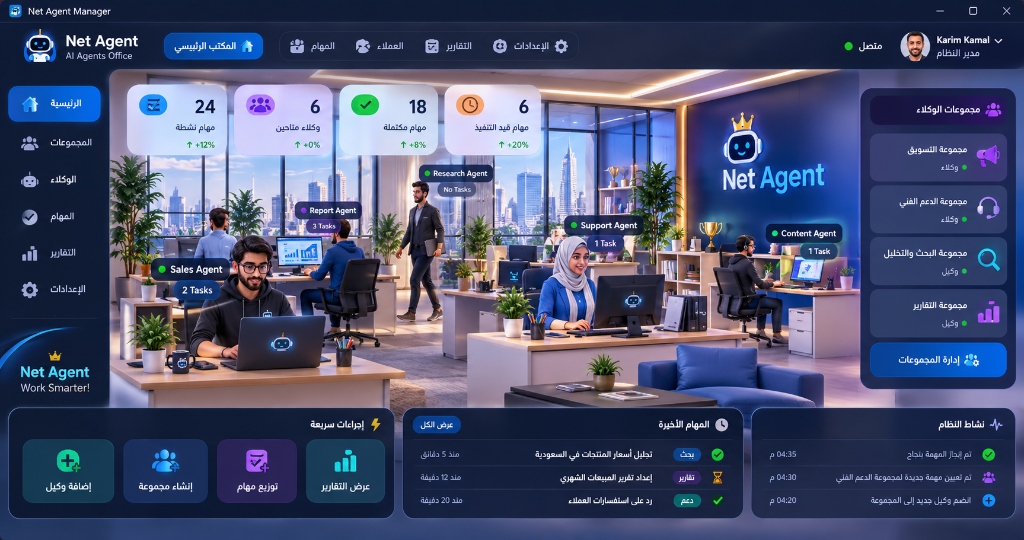 Net Agent Manager
Net Agent
AI Agents Office
المكتب الرئيسي
المهام
العملاء
التقارير
الإعدادات
متصل
Karim Kamal
مدير النظام
الرئيسية
المجموعات
الوكلاء
المهام
التقارير
الإعدادات
Net Agent
Work Smarter!
24
مهام نشطة
↑ +12%
6
وكلاء متاحين
↑ +0%
18
مهام مكتملة
↑ +8%
6
مهام قيد التنفيذ
↑ +20%
Research Agent
No Tasks
Report Agent
3 Tasks
Sales Agent
2 Tasks
Support Agent
1 Task
Content Agent
1 Task
Net Agent
مجموعات الوكلاء
مجموعة التسويق
وكلاء
مجموعة الدعم الفني
وكلاء
مجموعة البحث والتحليل
وكيل
مجموعة التقارير
وكيل
إدارة المجموعات
إجراءات سريعة
عرض التقارير
توزيع مهام
إنشاء مجموعة
إضافة وكيل
المهام الأخيرة
عرض الكل
بحث تحليل أسعار المنتجات في السعودية منذ 5 دقائق
تقارير إعداد تقرير المبيعات الشهري منذ 12 دقيقة
دعم رد على استفسارات العملاء منذ 20 دقيقة
نشاط النظام
تم إنجاز المهمة بنجاح 04:35 م
تم تعيين مهمة جديدة لمجموعة الدعم الفني 04:30 م
انضم وكيل جديد إلى المجموعة 04:20 م